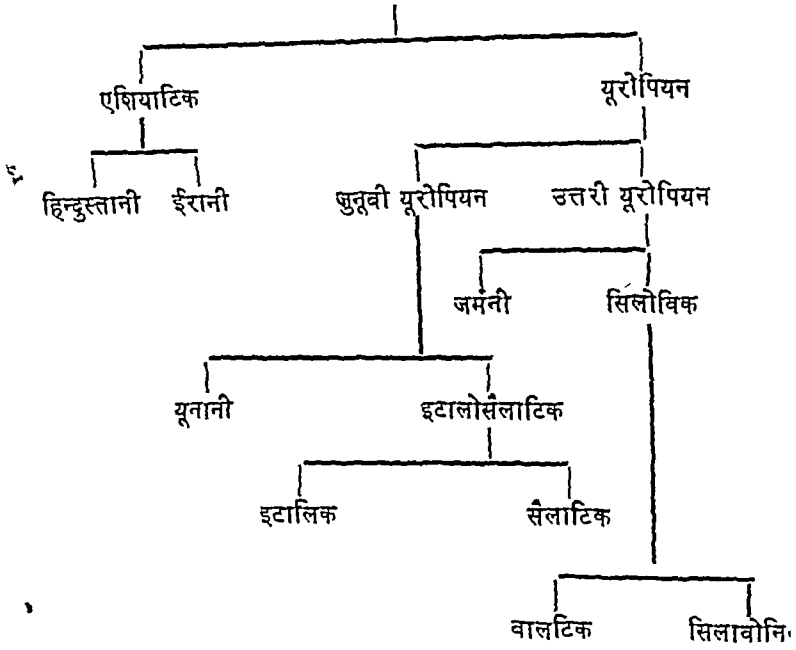 एशियाटिक यूरोपियन
हिन्दुस्तानी ईरानी जुनूबी यूरोपियन उत्तरी यूरोपियन
जर्मनी सिलोविक
यूनानी इटालोसैलाटिक
इटालिक सैलाटिक
वालटिक